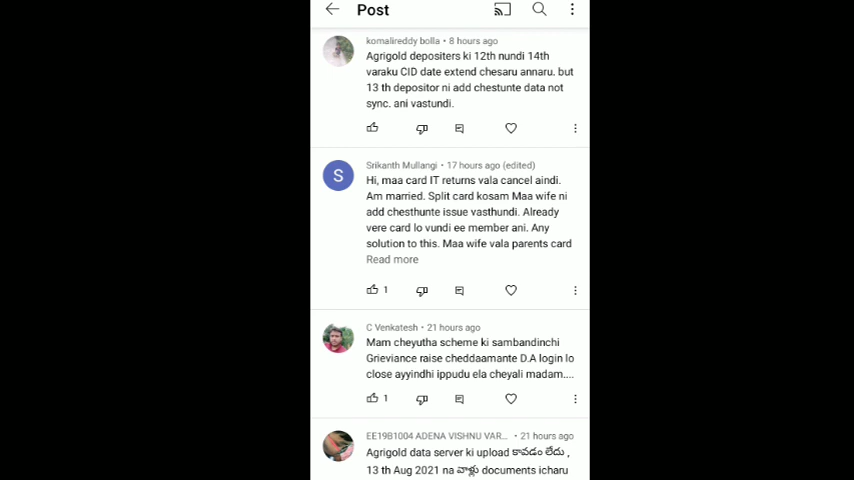 Post
komalireddy bolla • 8 hours ago
Agrigold depositers ki 12th nundi 14th
varaku CID date extend chesaru annaru. but
13 th depositor ni add chestunte data not
sync. ani vastundi.
S
Srikanth Mullangi • 17 hours ago (edited)
Hi, maa card IT returns vala cancel aindi.
Am married. Split card kosam Maa wife ni
add chesthunte issue vasthundi. Already
vere card lo vundi ee member ani. Any
solution to this. Maa wife vala parents card
Read more
1
C Venkatesh • 21 hours ago
Mam cheyutha scheme ki sambandinchi
Grieviance raise cheddaamante D.A login lo
close ayyindhi ippudu ela cheyali madam....
1
EE19B1004 ADENA VISHNU VAR... • 21 hours ago
Agrigold data server ki upload కావడం లేదు ,
13 th Aug 2021 na వాళ్లు documents icharu